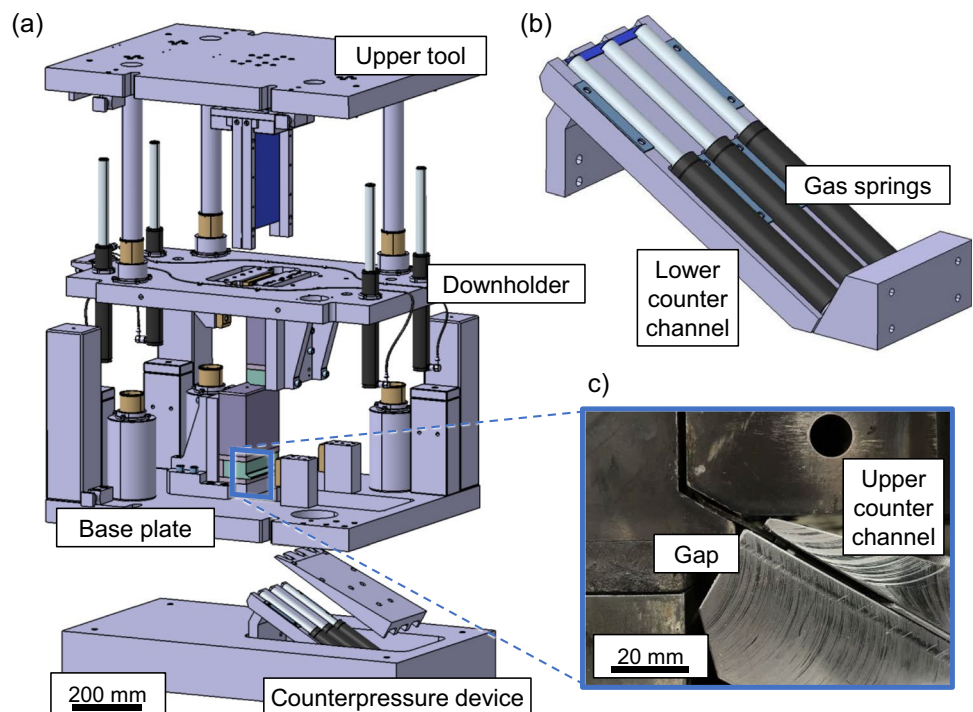 (a)
Upper tool
Downholder
Base plate
200 mm
Counterpressure device
(b)
Gas springs
Lower
counter
channel
c)
Upper
counter
channel
Gap
20 mm